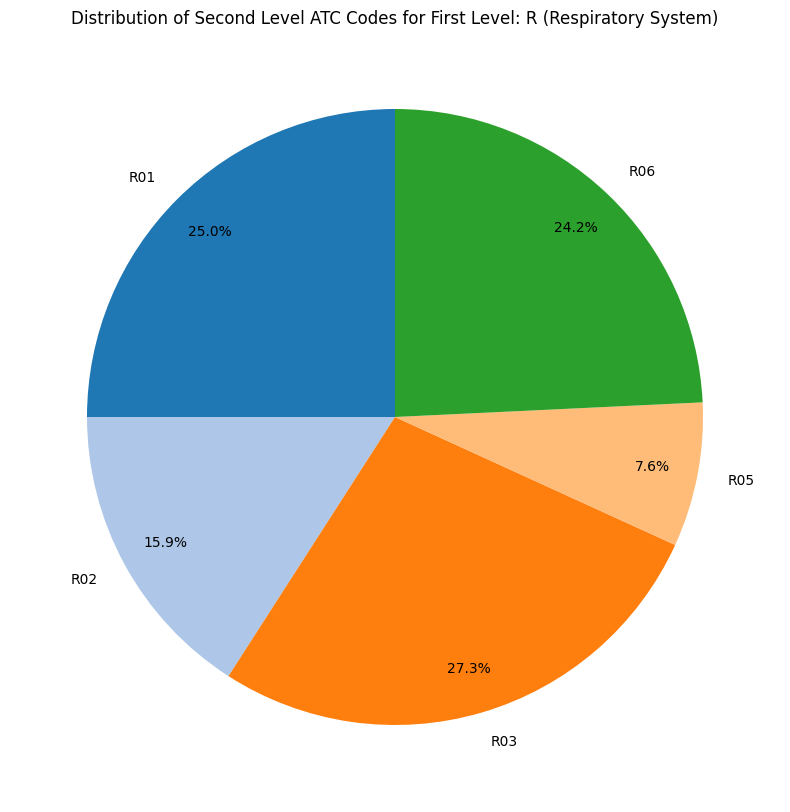 Distribution of Second Level ATC Codes for First Level: R (Respiratory System)
R01
25.0%
R06
24.2%
R05
7.6%
R02
15.9%
R03
27.3%